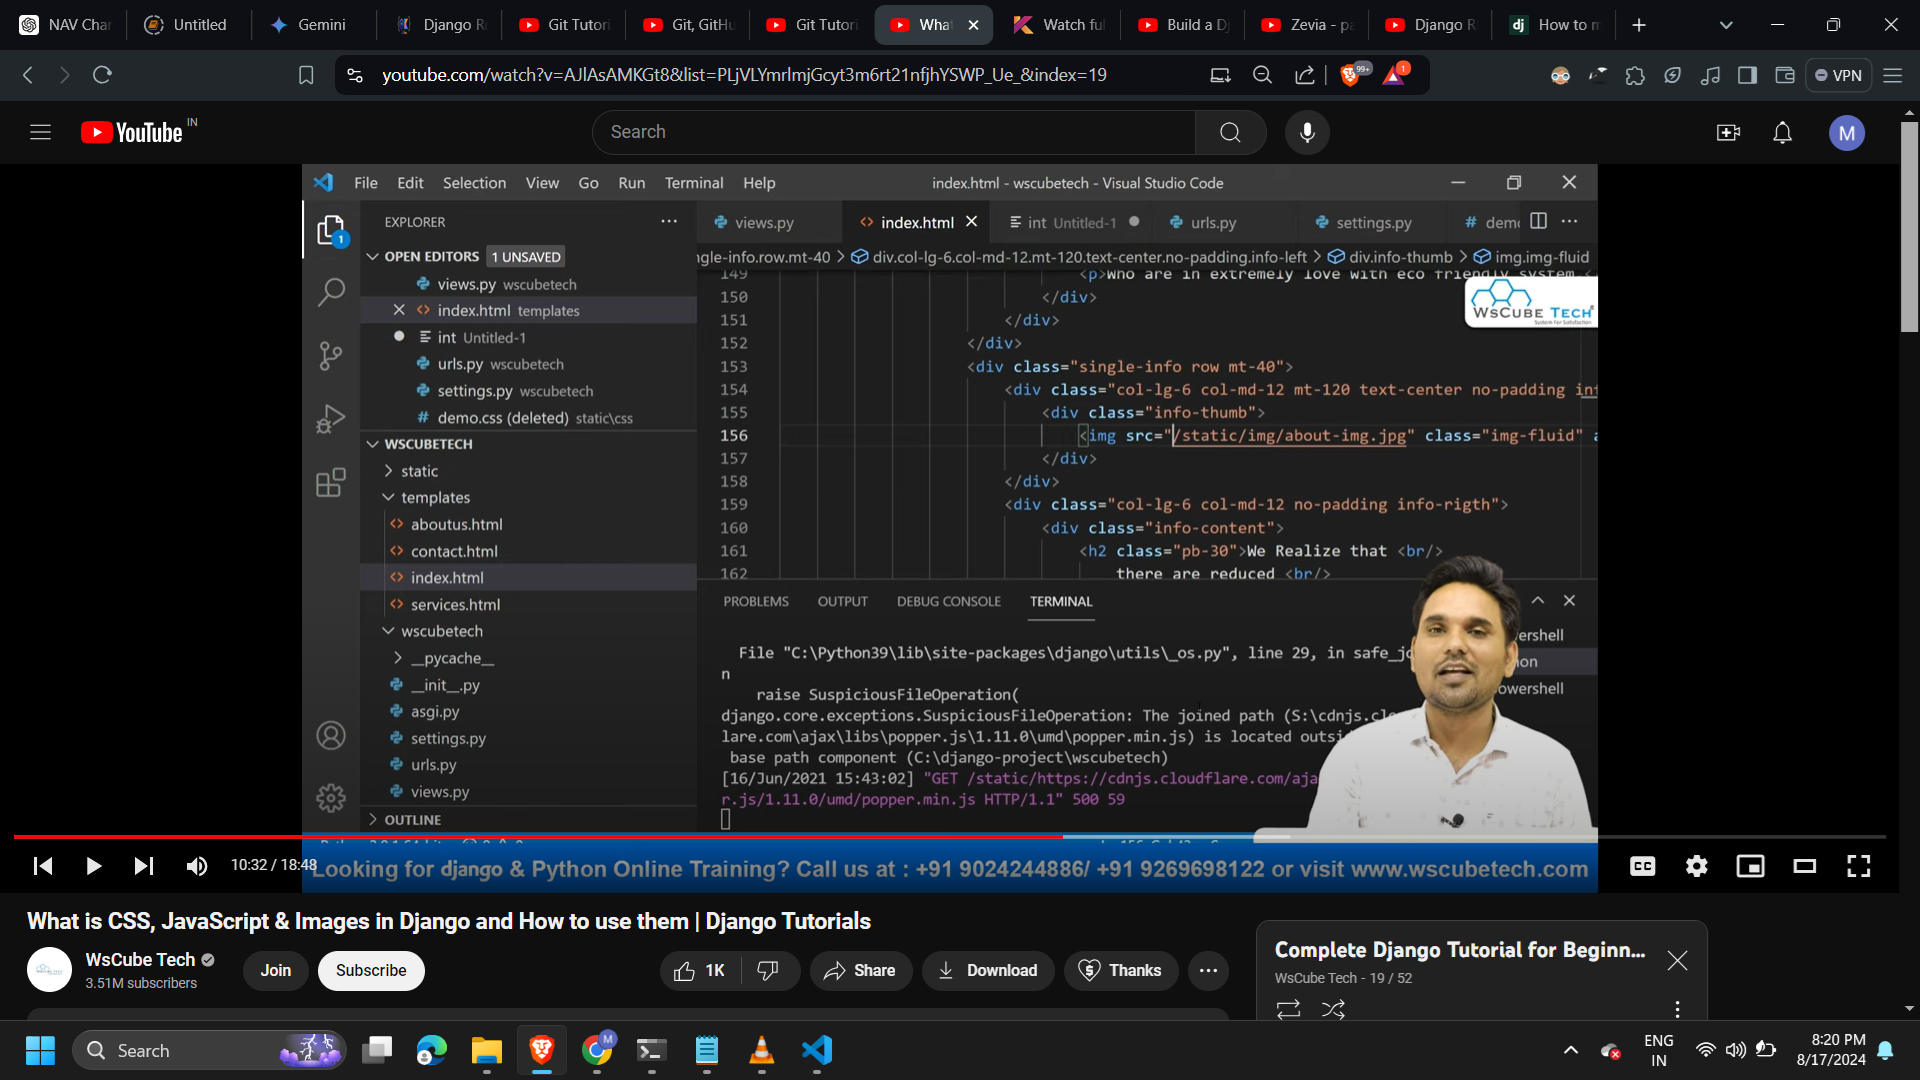 NAV Char
Untitled
Gemini
Django R
Git Tutori
Git, GitHu
Git Tutori
What
Watch ful
Build a Dj
Zevia - pa
Django R
How to m
youtube.com/watch?v=AJlAsAMKGt8&list=PLjVLYmrlmjGcyt3m6rt21nfjhYSWP_Ue_&index=19
99+
1
VPN
YouTube IN
Search
M
File Edit Selection View Go Run Terminal Help
index.html - wscubetech - Visual Studio Code
EXPLORER
views.py
index.html
int Untitled-1
urls.py
settings.py
# demo
1
OPEN EDITORS 1 UNSAVED
ngle-info.row.mt-40 > div.col-lg-6.col-md-12.mt-120.text-center.no-padding.info-left > div.info-thumb > img.img-fluid
views.py wscubetech
index.html templates
int Untitled-1
urls.py wscubetech
settings.py wscubetech
# demo.css (deleted) static\css
WSCUBETECH
static
templates
aboutus.html
contact.html
index.html
services.html
wscubetech
__pycache__
__init__.py
asgi.py
settings.py
urls.py
views.py
OUTLINE
149 <p>Who are in extremely love with eco friendly system.<
150 </div>
151 </div>
152 </div>
153 <div class="single-info row mt-40">
154 <div class="col-lg-6 col-md-12 mt-120 text-center no-padding inf
155 <div class="info-thumb">
156 <img src="/static/img/about-img.jpg" class="img-fluid" a
157 </div>
158 </div>
159 <div class="col-lg-6 col-md-12 no-padding info-rigth">
160 <div class="info-content">
161 <h2 class="pb-30">We Realize that <br/>
162 there are reduced <br/>
WSCUBE TECH
System For Satisfaction
PROBLEMS OUTPUT DEBUG CONSOLE TERMINAL
File "C:\Python39\lib\site-packages\django\utils\_os.py", line 29, in safe_jo
n
raise SuspiciousFileOperation(
django.core.exceptions.SuspiciousFileOperation: The joined path (S:\cdnjs.clo
lare.com\ajax\libs\popper.js\1.11.0\umd\popper.min.js) is located outsi
base path component (C:\django-project\wscubetech)
[16/Jun/2021 15:43:02] "GET /static/https://cdnjs.cloudflare.com/aja
r.js/1.11.0/umd/popper.min.js HTTP/1.1" 500 59
ershell
on
owershell
10:32 / 18:48
Looking for django & Python Online Training? Call us at : +91 9024244886/ +91 9269698122 or visit www.wscubetech.com
CC
What is CSS, JavaScript & Images in Django and How to use them | Django Tutorials
WsCube Tech
3.51M subscribers
Join
Subscribe
1K
Share
Download
Thanks
Complete Django Tutorial for Beginn...
WsCube Tech - 19 / 52
Search
M
ENG
IN
8:20 PM
8/17/2024